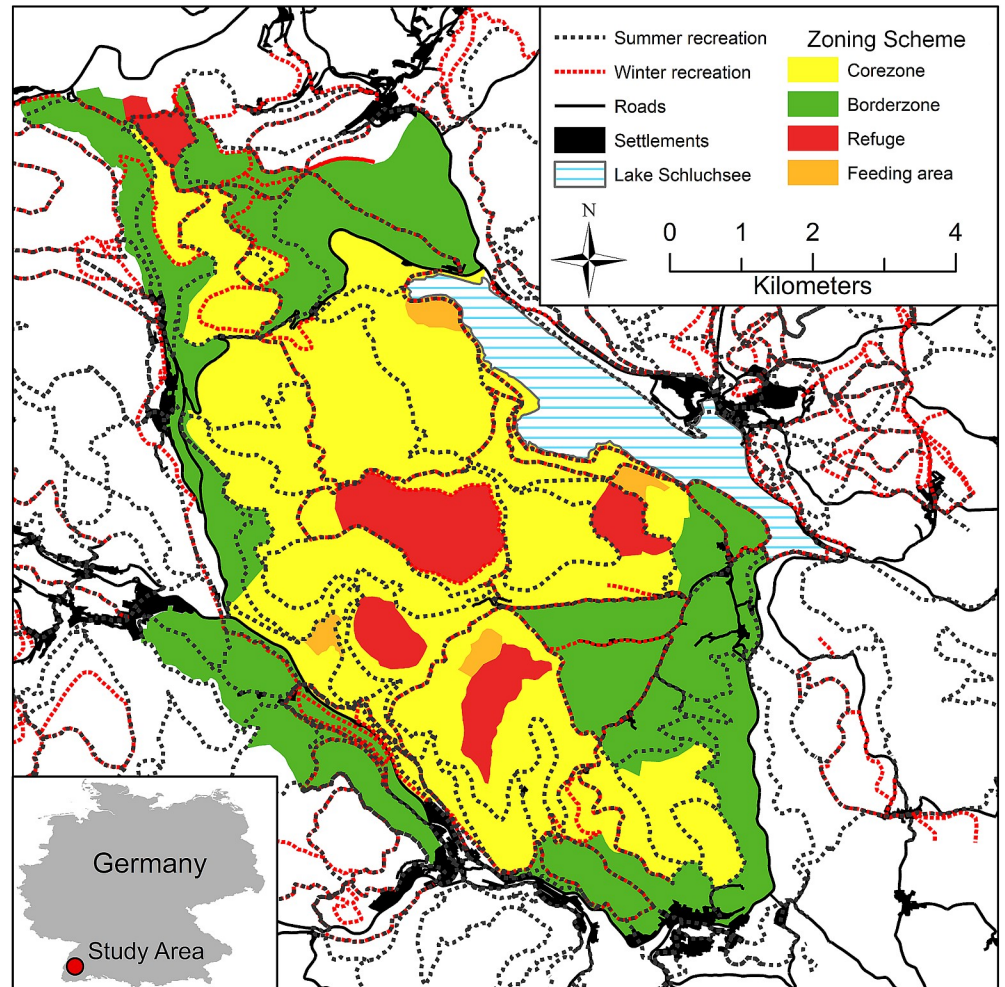 Summer recreation
Winter recreation
Roads
Settlements
Lake Schluchsee
Zoning Scheme
Corezone
Borderzone
Refuge
Feeding area
N
0 1 2 4
Kilometers
Germany
Study Area